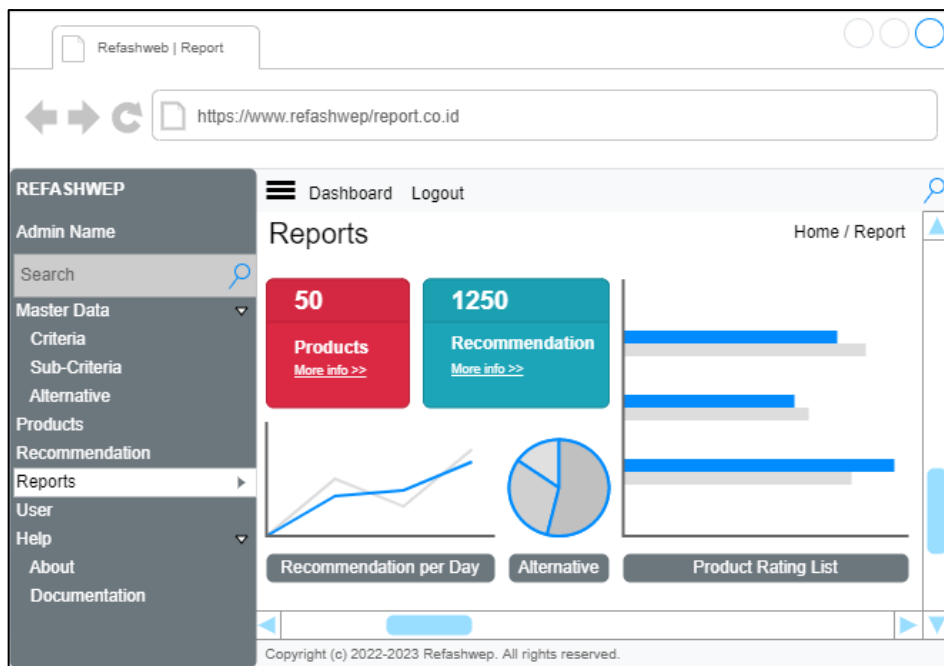 Refashweb | Report
https://www.refashwep/report.co.id
REFASHWEP
Admin Name
Search
Master Data
Criteria
Sub-Criteria
Alternative
Products
Recommendation
Reports
User
Help
About
Documentation
Dashboard Logout
Reports
Home / Report
50
Products
More info >>
1250
Recommendation
More info >>
Recommendation per Day
Alternative
Product Rating List
Copyright (c) 2022-2023 Refashwep. All rights reserved.